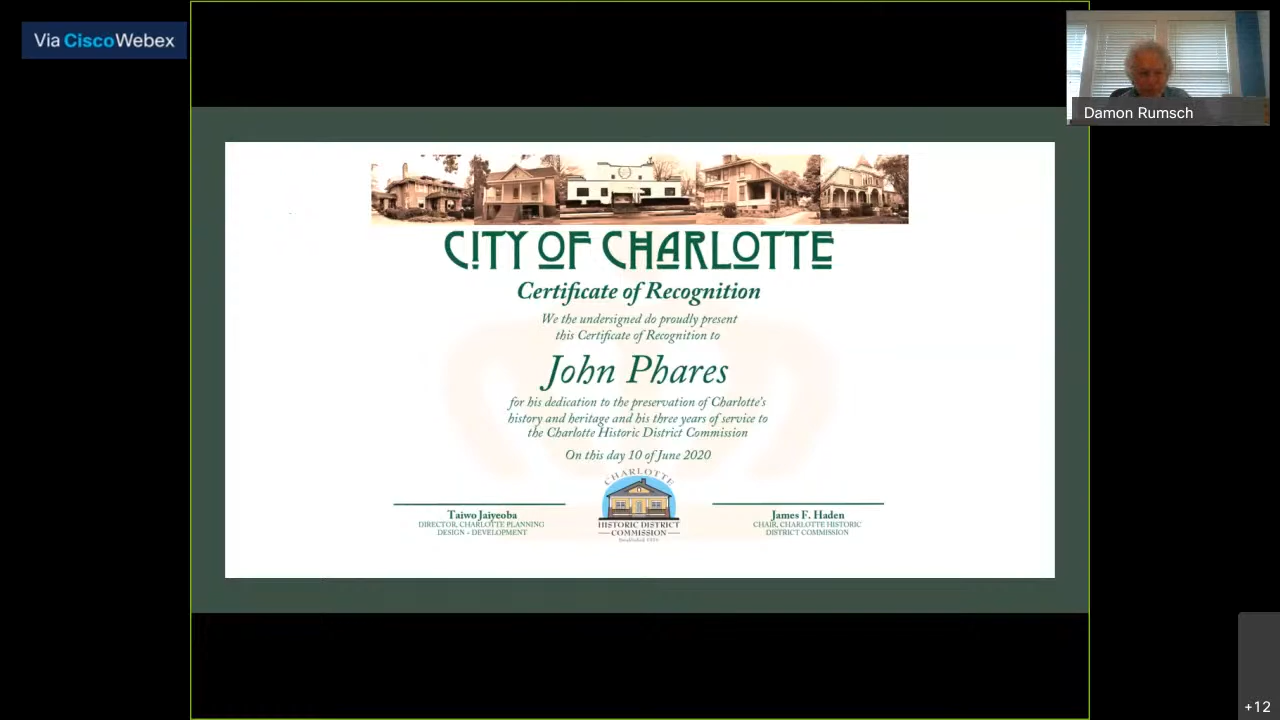 Via Cisco Webex
Damon Rumsch
CITY OF CHARLOTTE
Certificate of Recognition
We the undersigned do proudly present
this Certificate of Recognition to
John Phares
for his dedication to the preservation of Charlotte's
history and heritage and his three years of service to
the Charlotte Historic District Commission
On this day 10 of June 2020
CHARLOTTE
HISTORIC DISTRICT
COMMISSION
Taiwo Jaiyeoba
DIRECTOR, CHARLOTTE PLANNING
DESIGN + DEVELOPMENT
James F. Haden
CHAIR, CHARLOTTE HISTORIC
DISTRICT COMMISSION
+12